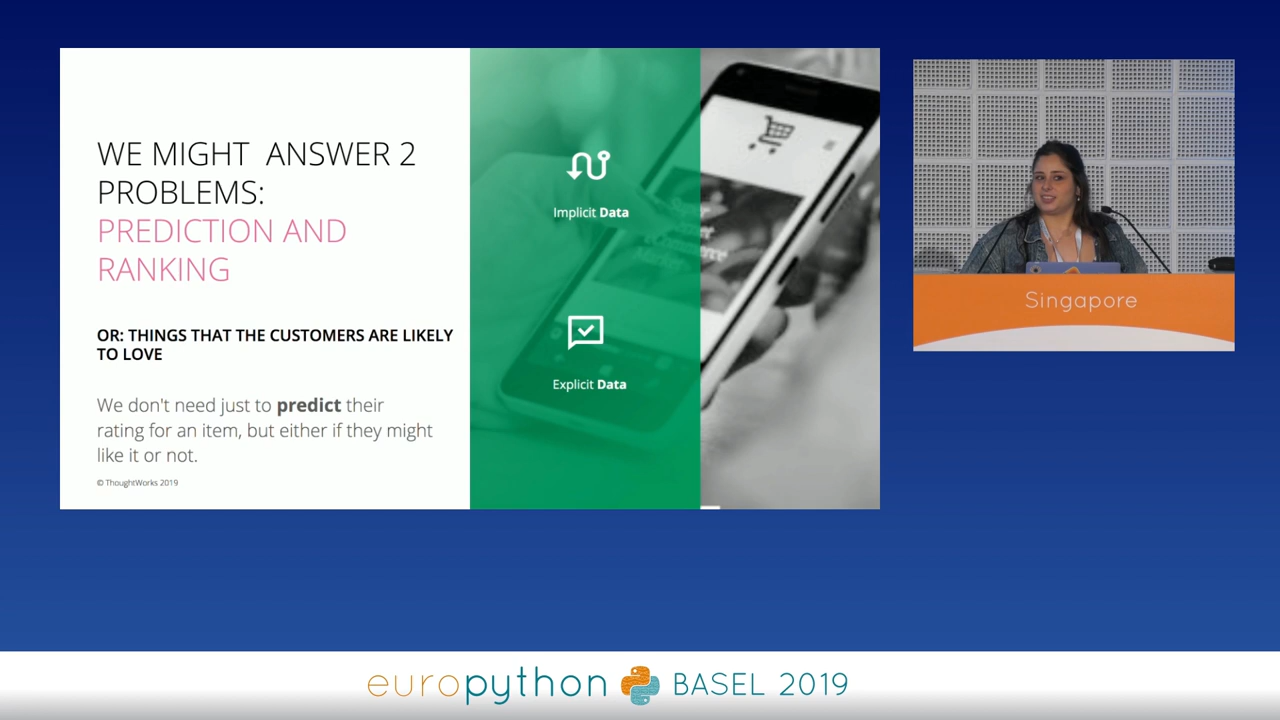 WE MIGHT  ANSWER 2
PROBLEMS:
PREDICTION AND
RANKING
OR: THINGS THAT THE CUSTOMERS ARE LIKELY
TO LOVE
We don't need just to predict their
rating for an item, but either if they might
like it or not.
© ThoughtWorks 2019
Implicit Data
Explicit Data
Singapore
europython BASEL 2019